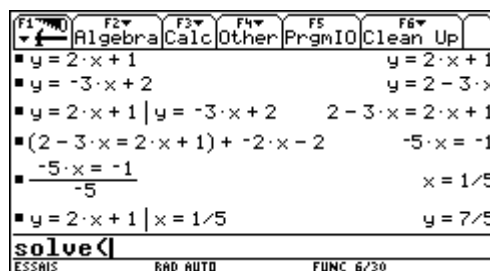 F1 F2 F3 F4 F5 F6
Algebra Calc Other PrgmIO Clean Up
y = 2·x + 1 y = 2·x + 1
y = -3·x + 2 y = 2 - 3·x
y = 2·x + 1 | y = -3·x + 2 2 - 3·x = 2·x + 1
(2 - 3·x = 2·x + 1) + -2·x - 2 -5·x = -1
-5·x = -1
-5 x = 1/5
y = 2·x + 1 | x = 1/5 y = 7/5
solve(
ESSAIS RAD AUTO FUNC 6/30